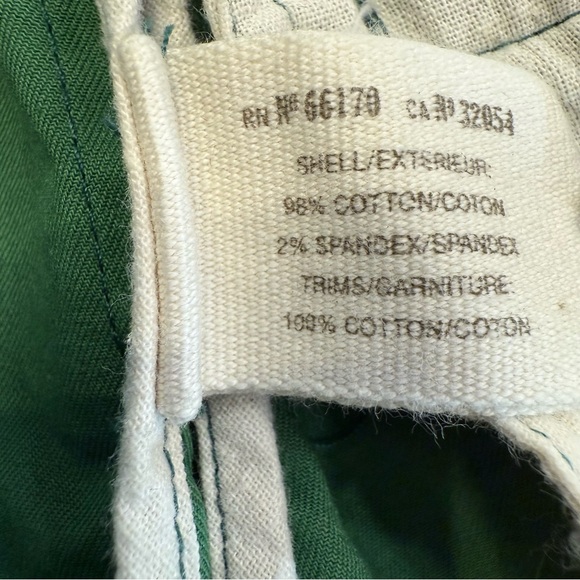 RN Nº 66170 CA Nº 32054
SHELL/EXTERIEUR:
98% COTTON/COTON
2% SPANDEX/SPANDEX
TRIMS/GARNITURE:
100% COTTON/COTON